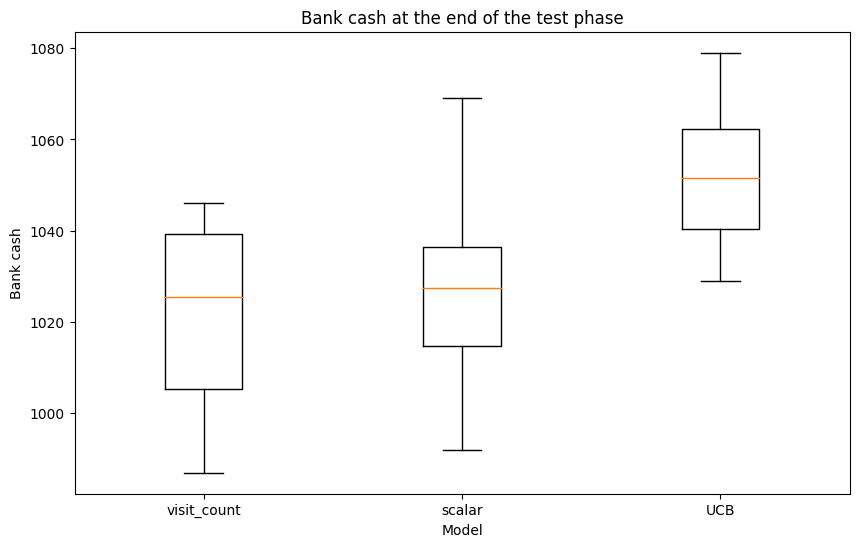 Bank cash at the end of the test phase
1080
1060
1040
1020
1000
Bank cash
visit_count
scalar
UCB
Model